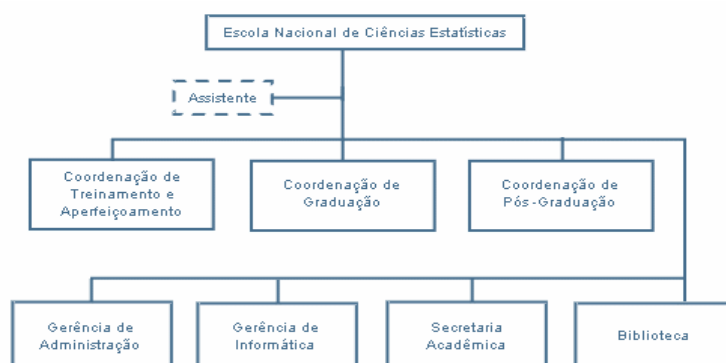 Escola Nacional de Ciências Estatísticas
Assistente
Coordenação de
Treinamento e
Aperfeiçoamento
Coordenação de
Graduação
Coordenação de
Pós-Graduação
Gerência de
Administração
Gerência de
Informática
Secretaria
Acadêmica
Biblioteca